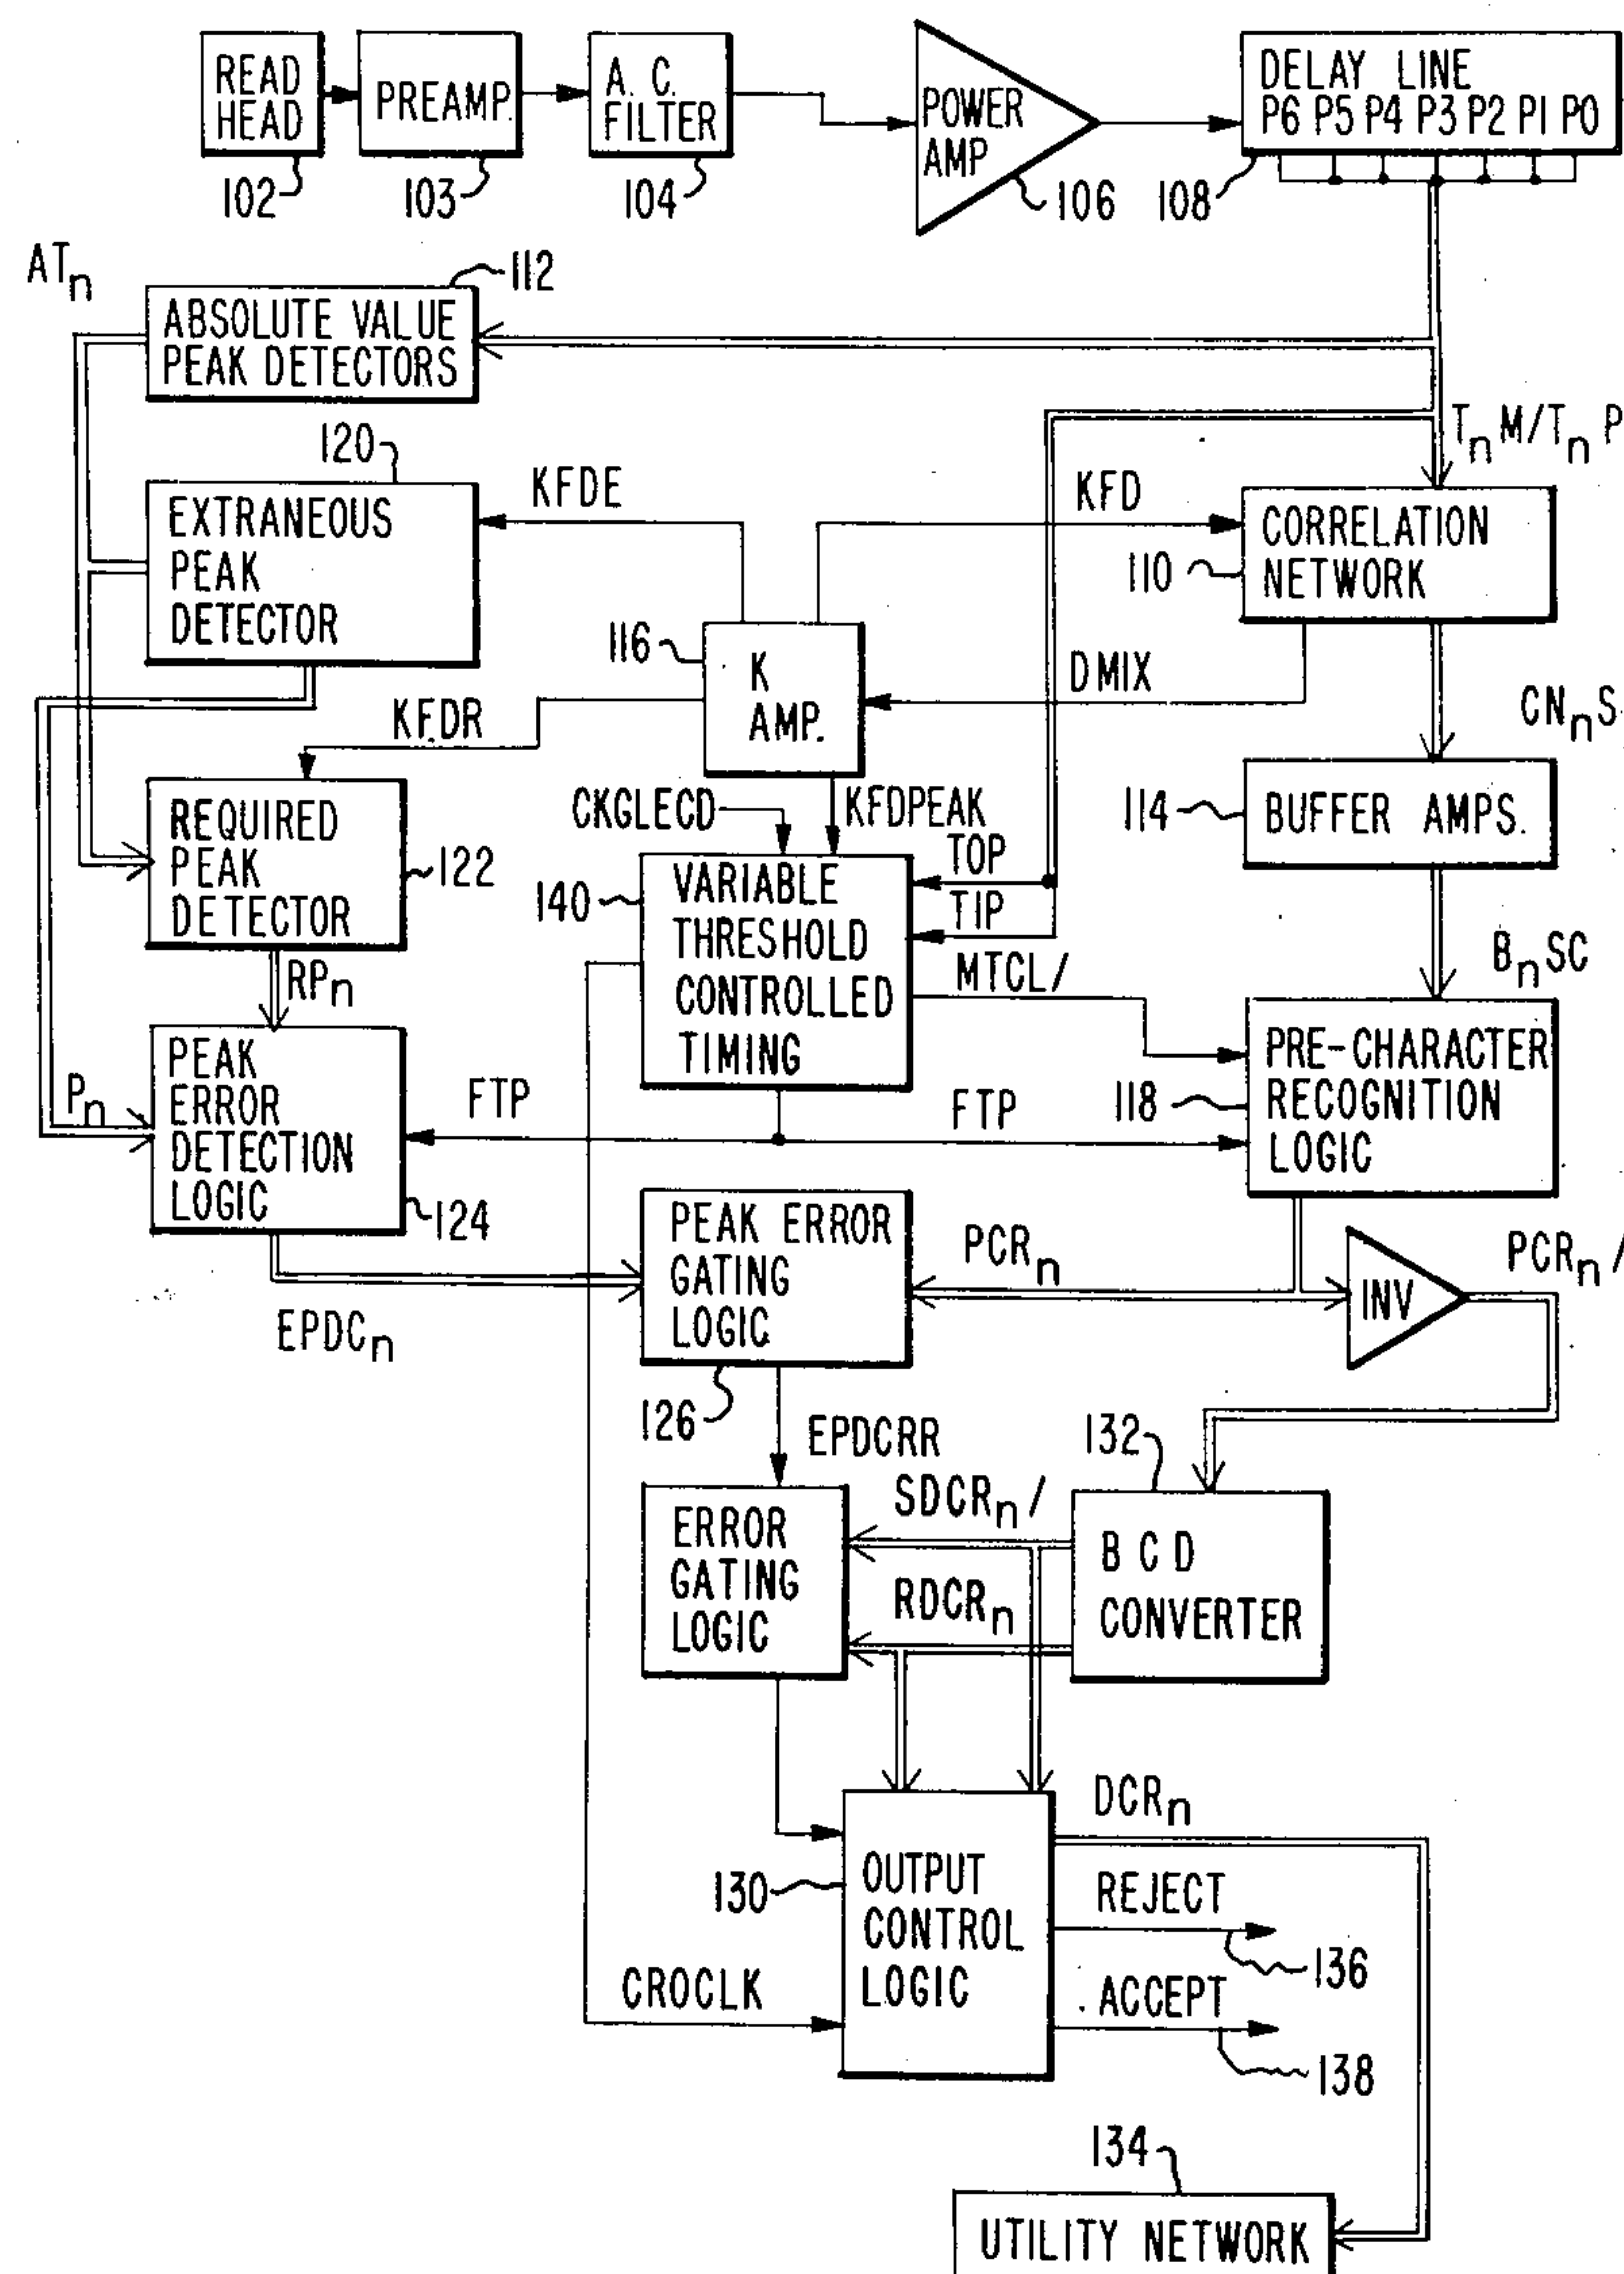 READ
HEAD
PREAMP.
A. C.
FILTER
POWER
AMP
DELAY LINE
P6 P5 P4 P3 P2 P1 P0
102
103
104
106
108
ATn
112
ABSOLUTE VALUE
PEAK DETECTORS
TnM/TnP
120
KFDE
KFD
EXTRANEOUS
PEAK
DETECTOR
CORRELATION
NETWORK
110
116
K
AMP.
DMIX
KFDR
CNnS
REQUIRED
PEAK
DETECTOR
122
CKGLECD
KFDPEAK
TOP
TIP
MTCL/
114
BUFFER AMPS.
140
VARIABLE
THRESHOLD
CONTROLLED
TIMING
BnSC
RPn
PEAK
ERROR
DETECTION
LOGIC
Pn
124
FTP
FTP
PRE-CHARACTER
RECOGNITION
LOGIC
118
PEAK ERROR
GATING
LOGIC
PCRn
INV
PCRn/
EPDCn
126
EPDCRR
132
SDCRn/
ERROR
GATING
LOGIC
RDCRn
B C D
CONVERTER
DCRn
130
OUTPUT
CONTROL
LOGIC
REJECT
136
CROCLK
ACCEPT
138
134
UTILITY NETWORK